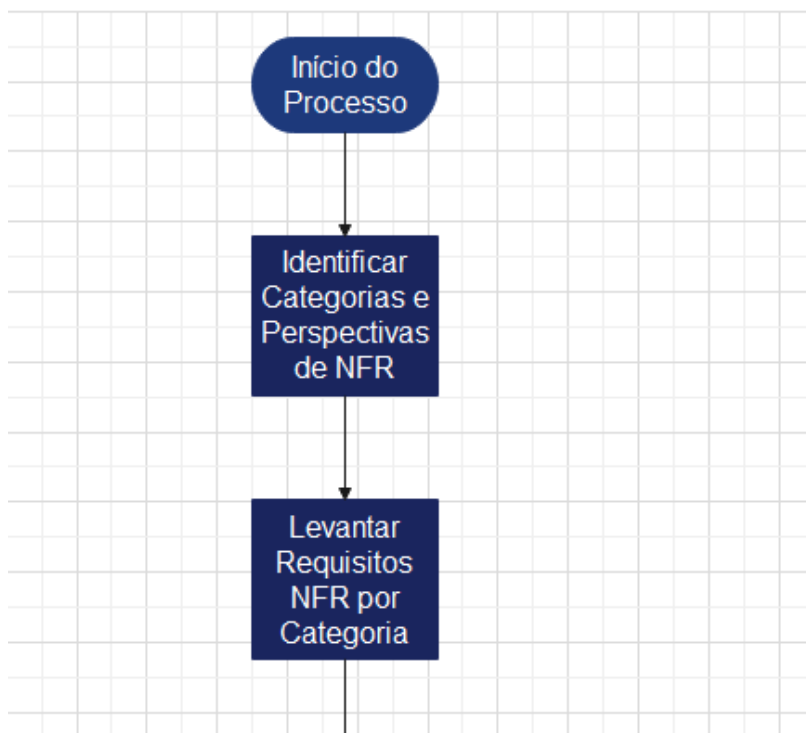 Início do
Processo
Identificar
Categorias e
Perspectivas
de NFR
Levantar
Requisitos
NFR por
Categoria